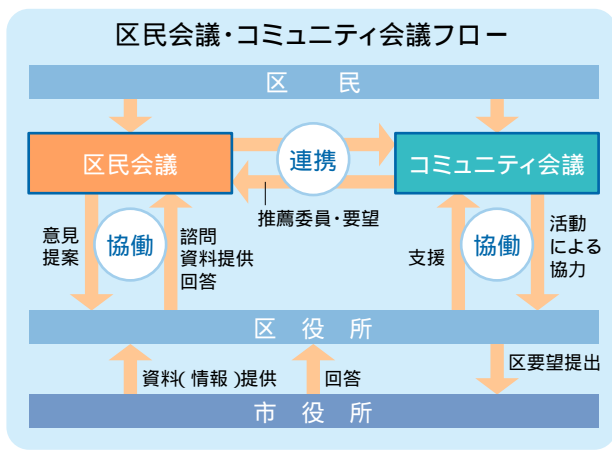 区民会議・コミュニティ会議フロー
区民
区民会議
連携
コミュニティ会議
推薦委員・要望
意見
提案
協働
諮問
資料提供
回答
支援
協働
活動
による
協力
区役所
資料(情報)提供
回答
区要望提出
市役所